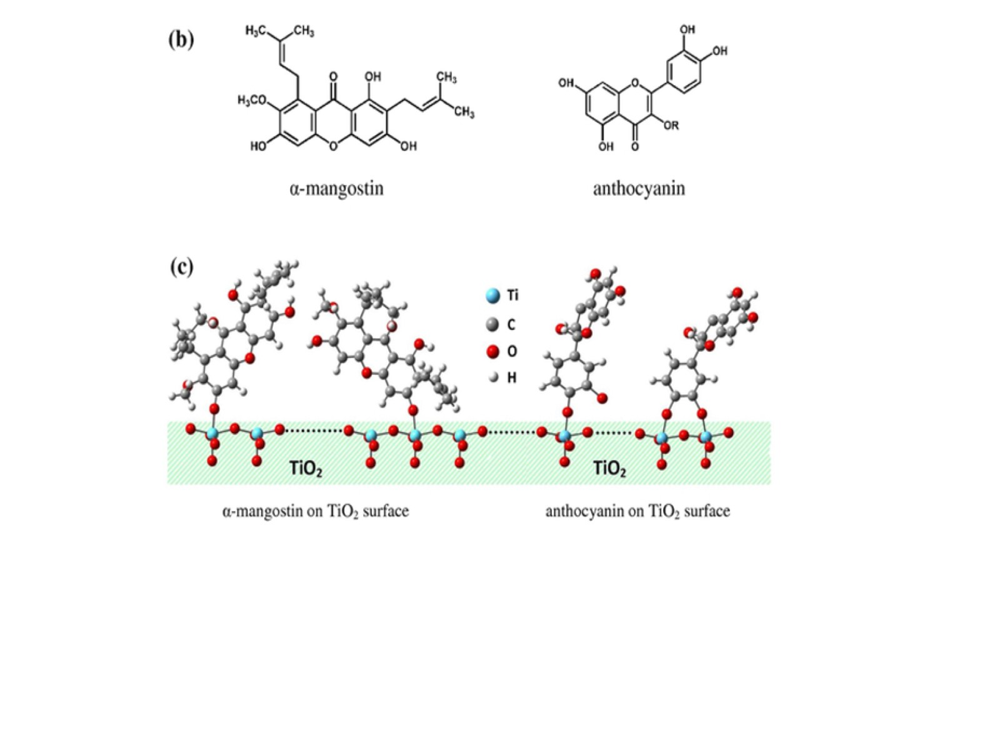 (b)
H₃C CH₃
O OH CH₃
H₃CO
CH₃
HO O OH
α-mangostin
OH
OH
OH O
OR
OH O
anthocyanin
(c)
Ti
C
O
H
TiO₂ TiO₂
α-mangostin on TiO₂ surface anthocyanin on TiO₂ surface